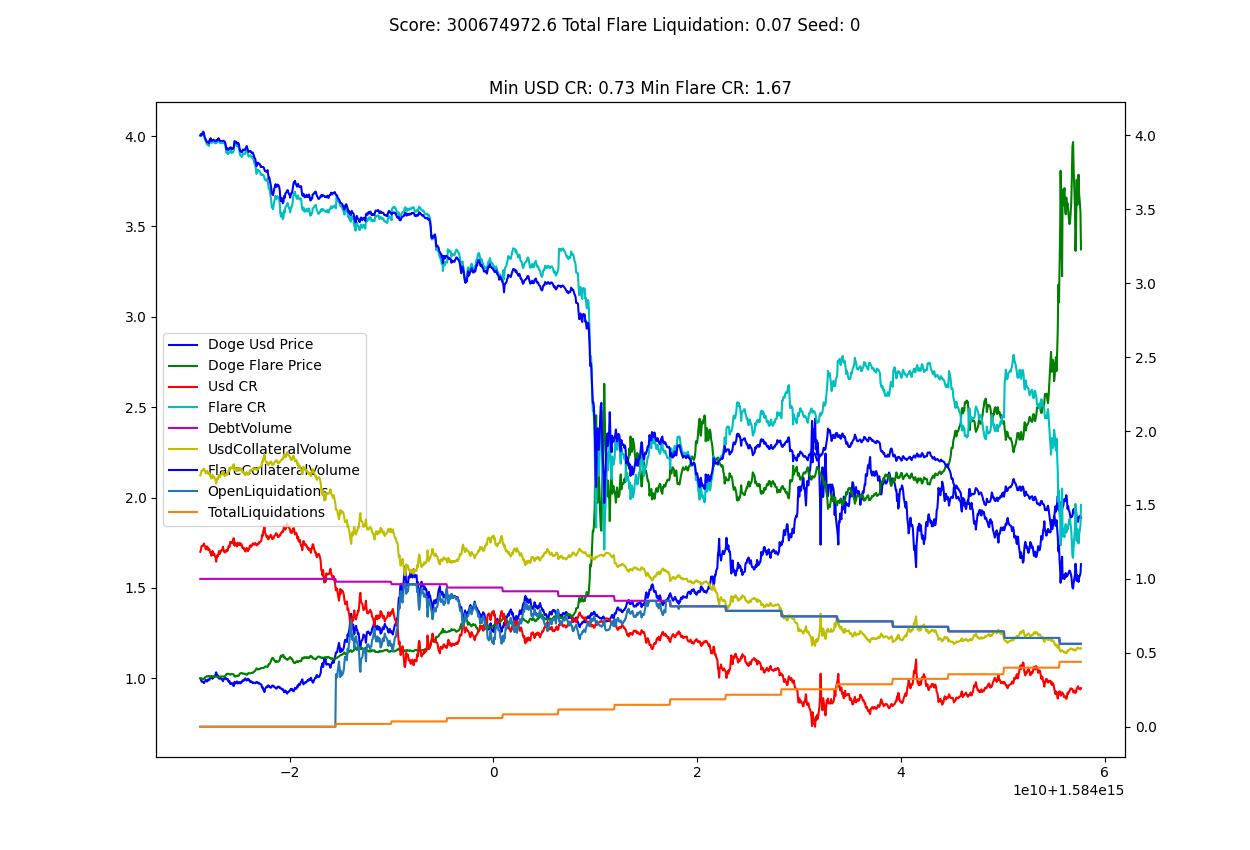 Score: 300674972.6 Total Flare Liquidation: 0.07 Seed: 0
Min USD CR: 0.73 Min Flare CR: 1.67
4.0
3.5
3.0
2.5
2.0
1.5
1.0
Doge Usd Price
Doge Flare Price
Usd CR
Flare CR
DebtVolume
UsdCollateralVolume
FlareCollateralVolume
OpenLiquidations
TotalLiquidations
4.0
3.5
3.0
2.5
2.0
1.5
1.0
0.5
0.0
−2 0 2 4 6
1e10+1.584e15